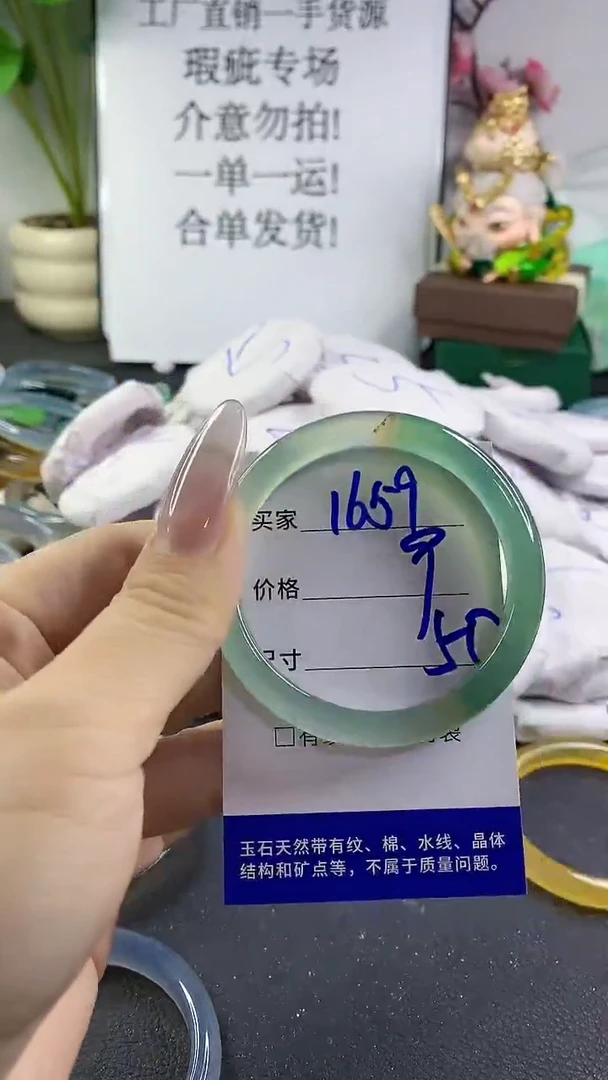 工厂直销一手货源
瑕疵专场
介意勿拍!
一单一运!
合单发货!
买家 1659
价格
寸 55
□有
玉石天然带有纹、棉、水线、晶体
结构和矿点等，不属于质量问题。